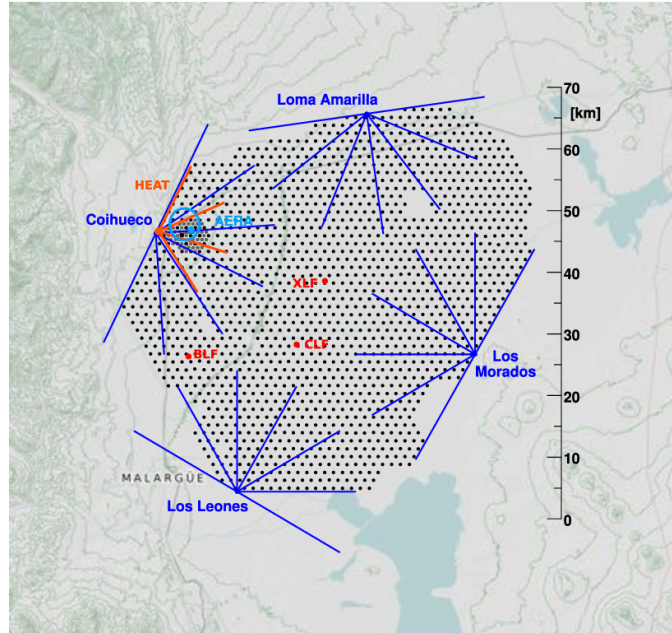 70
Loma Amarilla
[km]
60
HEAT
Coihueco
AERA
50
40
XLF
30
BLF
CLF
Los
Morados
20
10
MALARGÜE
Los Leones
0